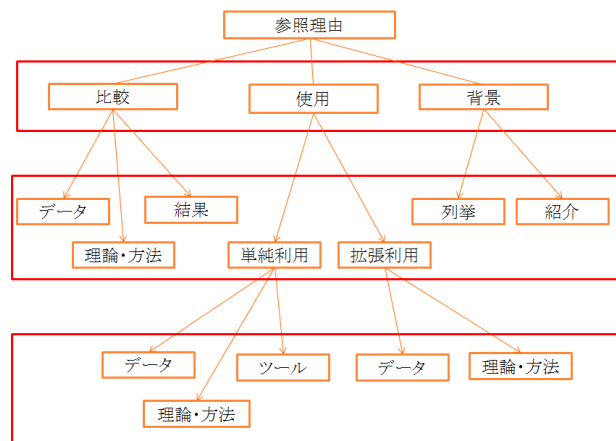 参照理由
比較
使用
背景
データ
結果
列挙
紹介
理論・方法
単純利用
拡張利用
データ
ツール
データ
理論・方法
理論・方法